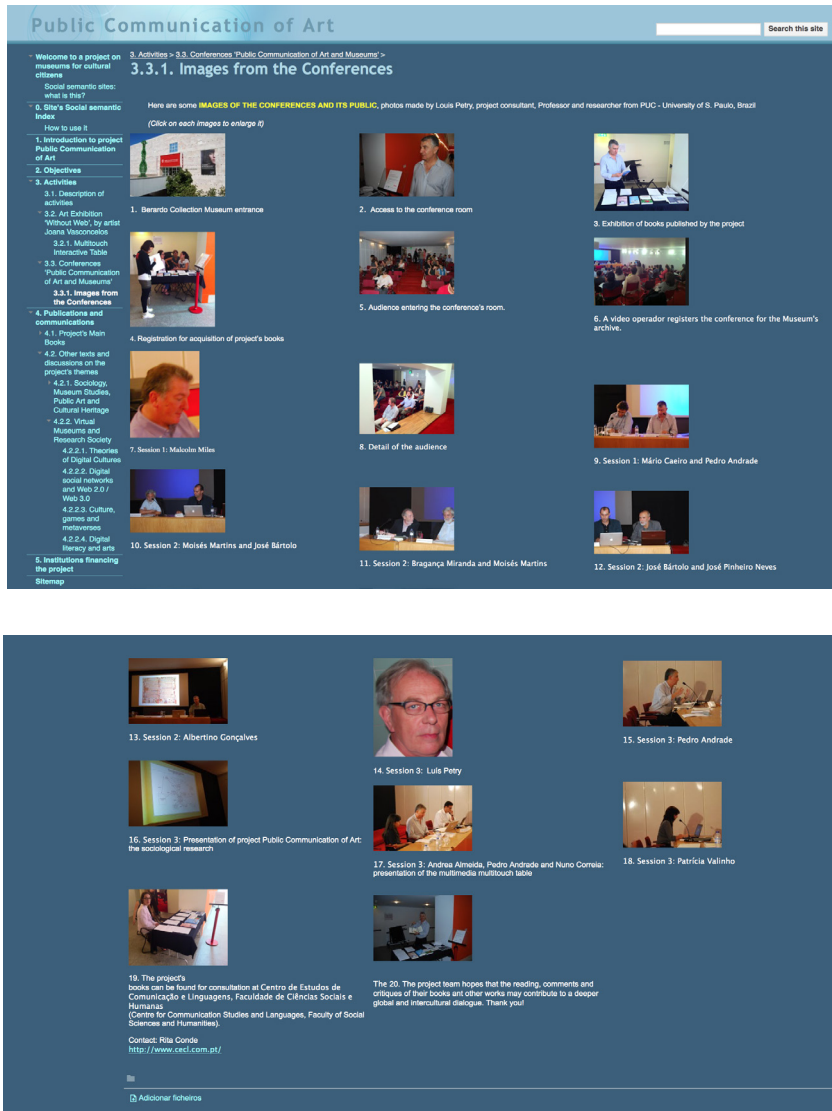 Public Communication of Art
Search this site
Welcome to a project on
museums for cultural
citizens
Social semantic sites:
what is this?
0. Site's Social semantic
Index
How to use it
1. Introduction to project
Public Communication
of Art
2. Objectives
3. Activities
3.1. Description of
activities
3.2. Art Exhibition
'Without Web', by artist
Joana Vasconcelos
3.2.1. Multitouch
Interactive Table
3.3. Conferences
'Public Communication
of Art and Museums'
3.3.1. Images from
the Conferences
4. Publications and
communications
4.1. Project's Main
Books
4.2. Other texts and
discussions on the
project's themes
4.2.1. Sociology,
Museum Studies,
Public Art and
Cultural Heritage
4.2.2. Virtual
Museums and
Research Society
4.2.2.1. Theories
of Digital Cultures
4.2.2.2. Digital
social networks
and Web 2.0 /
Web 3.0
4.2.2.3. Culture,
games and
metaverses
4.2.2.4. Digital
literacy and arts
5. Institutions financing
the project
Sitemap
3. Activities > 3.3. Conferences 'Public Communication of Art and Museums' >
3.3.1. Images from the Conferences
Here are some IMAGES OF THE CONFERENCES AND ITS PUBLIC, photos made by Louis Petry, project consultant, Professor and researcher from PUC - University of S. Paulo, Brazil
(Click on each images to enlarge it)
1. Berardo Collection Museum entrance
2. Access to the conference room
3. Exhibition of books published by the project
4. Registration for acquisition of project's books
5. Audience entering the conference's room.
6. A video operador registers the conference for the Museum's
archive.
7. Session 1: Malcolm Miles
8. Detail of the audience
9. Session 1: Mário Caeiro and Pedro Andrade
10. Session 2: Moisés Martins and José Bártolo
11. Session 2: Bragança Miranda and Moisés Martins
12. Session 2: José Bártolo and José Pinheiro Neves
13. Session 2: Albertino Gonçalves
14. Session 3: Luís Petry
15. Session 3: Pedro Andrade
16. Session 3: Presentation of project Public Communication of Art:
the sociological research
17. Session 3: Andrea Almeida, Pedro Andrade and Nuno Correia:
presentation of the multimedia multitouch table
18. Session 3: Patrícia Valinho
19. The project's
books can be found for consultation at Centro de Estudos de
Comunicação e Linguagens, Faculdade de Ciências Sociais e
Humanas
(Centre for Communication Studies and Languages, Faculty of Social
Sciences and Humanities).
Contact: Rita Conde
http://www.cecl.com.pt/
The 20. The project team hopes that the reading, comments and
critiques of their books ant other works may contribute to a deeper
global and intercultural dialogue. Thank you!
Adicionar ficheiros